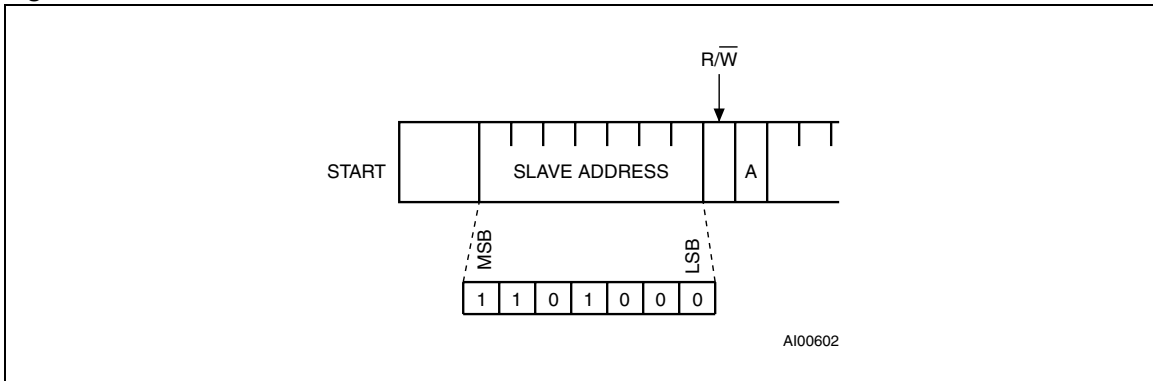 R/W̅
START
SLAVE ADDRESS
A
MSB
LSB
1 1 0 1 0 0 0
AI00602